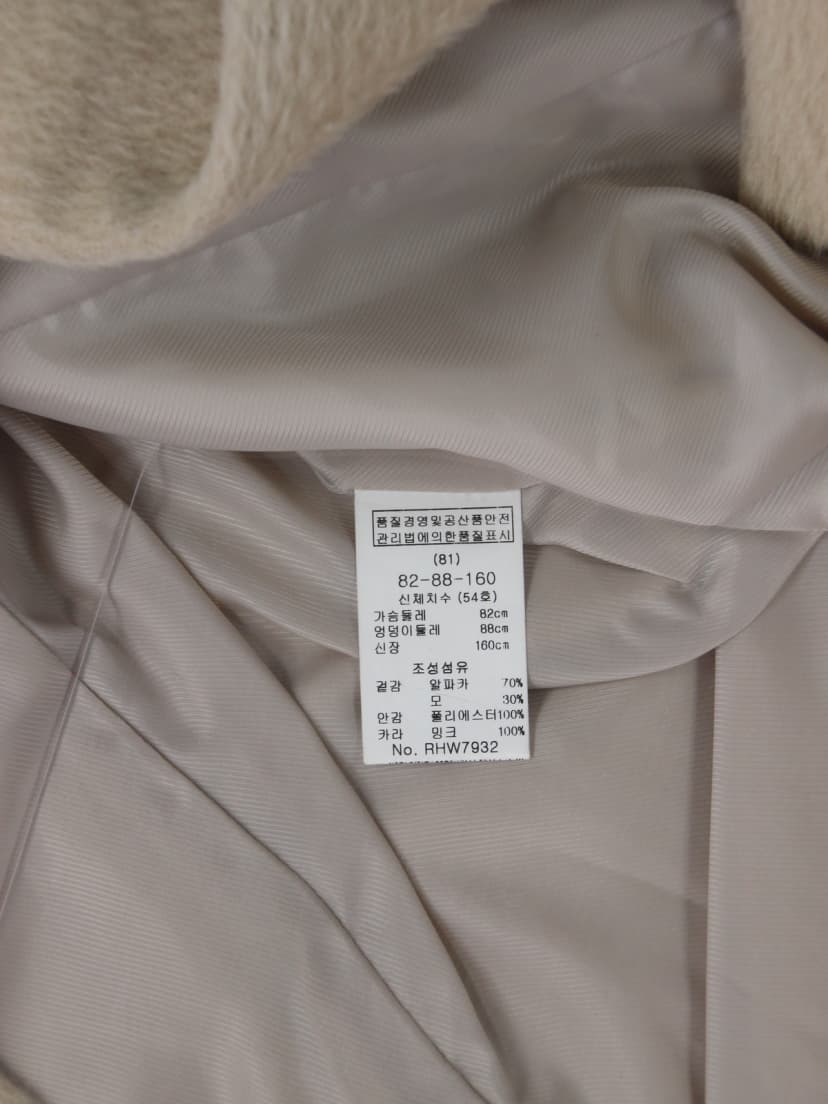 품질경영및공산품안전
관리법에의한품질표시
(81)
82-88-160
신체치수 (54호)
가슴둘레 82cm
엉덩이둘레 88cm
신장 160cm
조성섬유
겉감 알파카 70%
모 30%
안감 폴리에스터100%
카라 밍크 100%
No. RHW7932